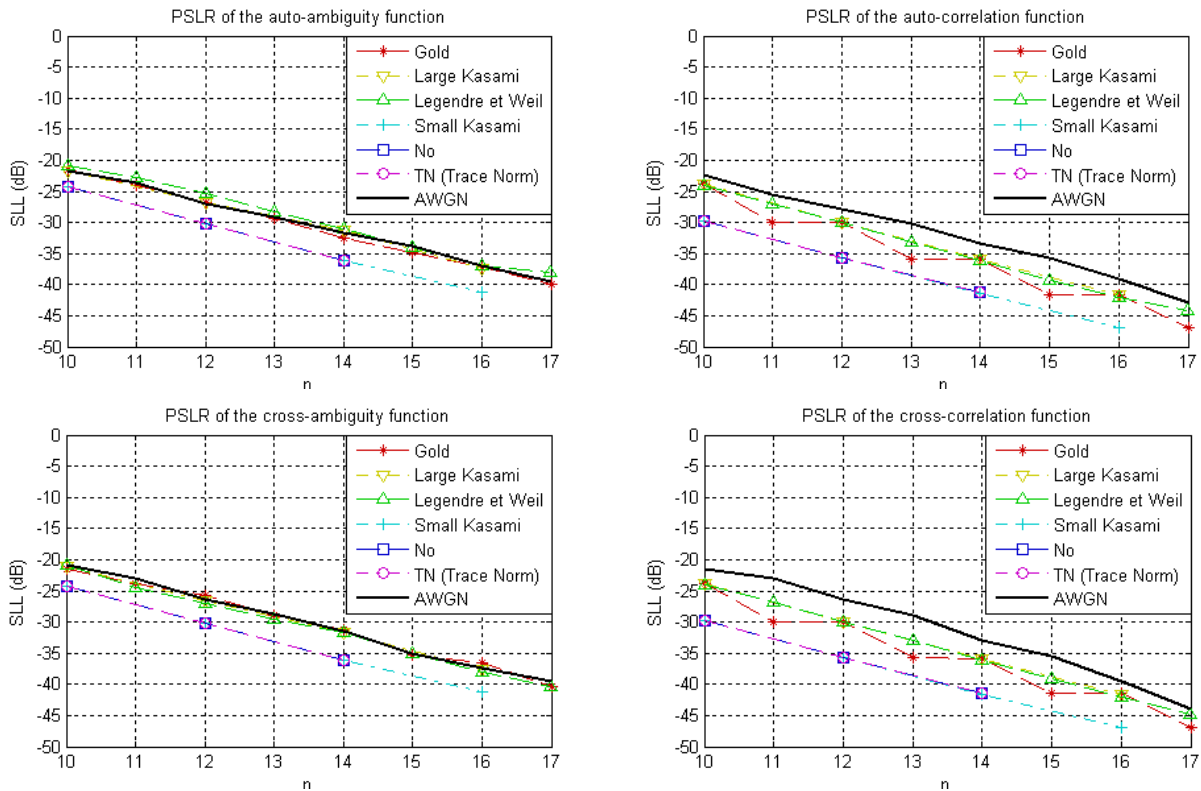 PSLR of the auto-ambiguity function
0
-5
-10
-15
-20
-25
-30
-35
-40
-45
-50
SLL (dB)
10 11 12 13 14 15 16 17
n
Gold
Large Kasami
Legendre et Weil
Small Kasami
No
TN (Trace Norm)
AWGN
PSLR of the auto-correlation function
0
-5
-10
-15
-20
-25
-30
-35
-40
-45
-50
SLL (dB)
10 11 12 13 14 15 16 17
n
Gold
Large Kasami
Legendre et Weil
Small Kasami
No
TN (Trace Norm)
AWGN
PSLR of the cross-ambiguity function
0
-5
-10
-15
-20
-25
-30
-35
-40
-45
-50
SLL (dB)
10 11 12 13 14 15 16 17
n
Gold
Large Kasami
Legendre et Weil
Small Kasami
No
TN (Trace Norm)
AWGN
PSLR of the cross-correlation function
0
-5
-10
-15
-20
-25
-30
-35
-40
-45
-50
SLL (dB)
10 11 12 13 14 15 16 17
n
Gold
Large Kasami
Legendre et Weil
Small Kasami
No
TN (Trace Norm)
AWGN